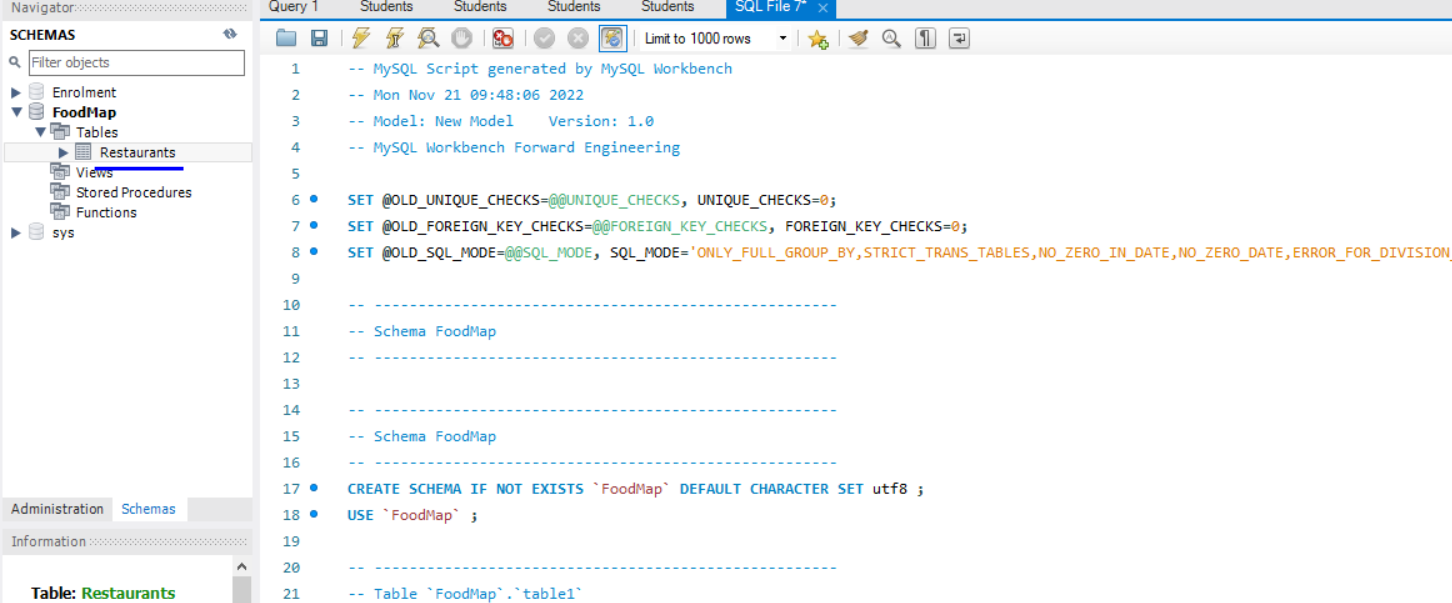 Navigator
SCHEMAS
Filter objects
Enrolment
FoodMap
Tables
Restaurants
Views
Stored Procedures
Functions
sys
Administration Schemas
Information
Table: Restaurants
Query 1 Students Students Students Students SQL File 7*
Limit to 1000 rows
1 -- MySQL Script generated by MySQL Workbench
2 -- Mon Nov 21 09:48:06 2022
3 -- Model: New Model    Version: 1.0
4 -- MySQL Workbench Forward Engineering
5
6 SET @OLD_UNIQUE_CHECKS=@@UNIQUE_CHECKS, UNIQUE_CHECKS=0;
7 SET @OLD_FOREIGN_KEY_CHECKS=@@FOREIGN_KEY_CHECKS, FOREIGN_KEY_CHECKS=0;
8 SET @OLD_SQL_MODE=@@SQL_MODE, SQL_MODE='ONLY_FULL_GROUP_BY,STRICT_TRANS_TABLES,NO_ZERO_IN_DATE,NO_ZERO_DATE,ERROR_FOR_DIVISION_
9
10 -- -----------------------------------------------------
11 -- Schema FoodMap
12 -- -----------------------------------------------------
13
14 -- -----------------------------------------------------
15 -- Schema FoodMap
16 -- -----------------------------------------------------
17 CREATE SCHEMA IF NOT EXISTS `FoodMap` DEFAULT CHARACTER SET utf8 ;
18 USE `FoodMap` ;
19
20 -- -----------------------------------------------------
21 -- Table `FoodMap`.`table1`